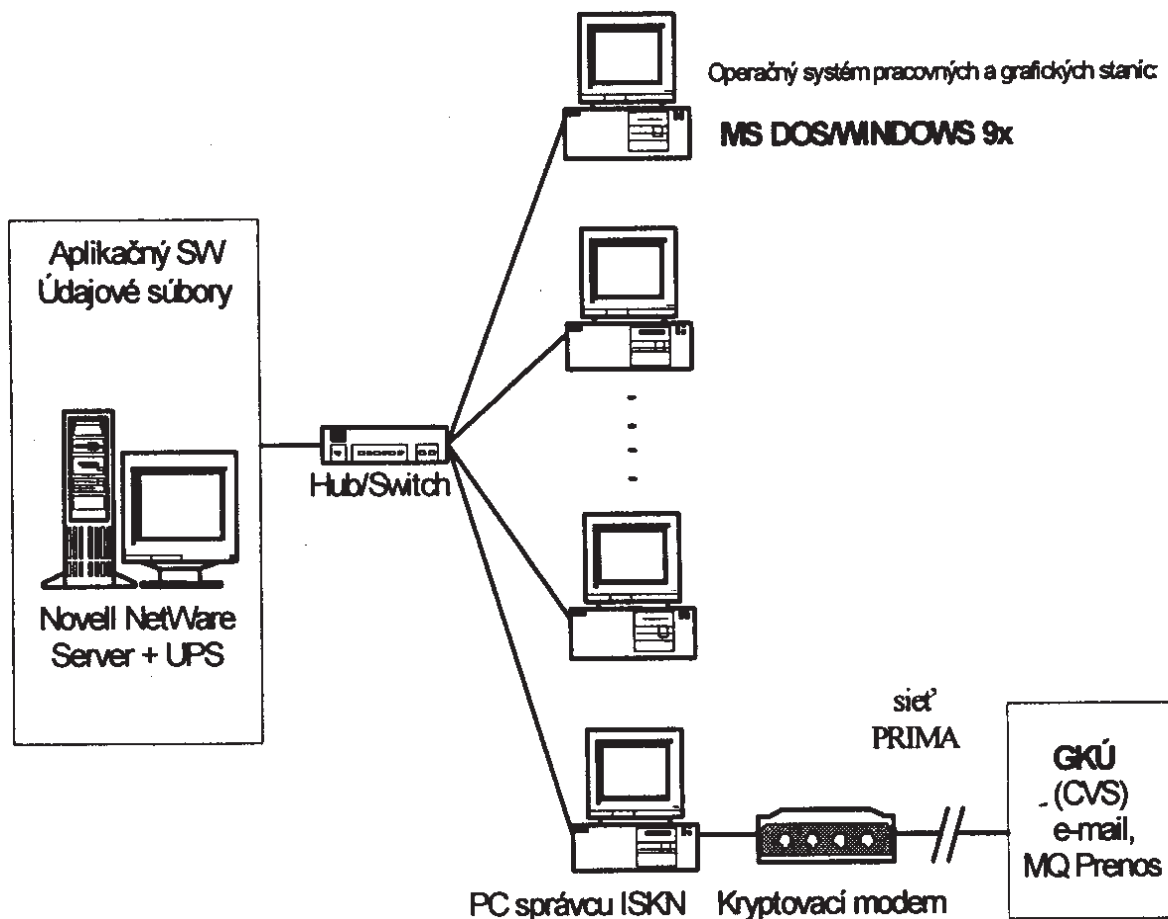 Operačný systém pracovných a grafických staníc:
MS DOS/WINDOWS 9x
Aplikačný SW
Údajové súbory
Hub/Switch
Novell NetWare
Server + UPS
sieť
PRIMA
GKÚ
(CVS)
e-mail,
MQ Prenos
PC správcu ISKN
Kryptovací modem